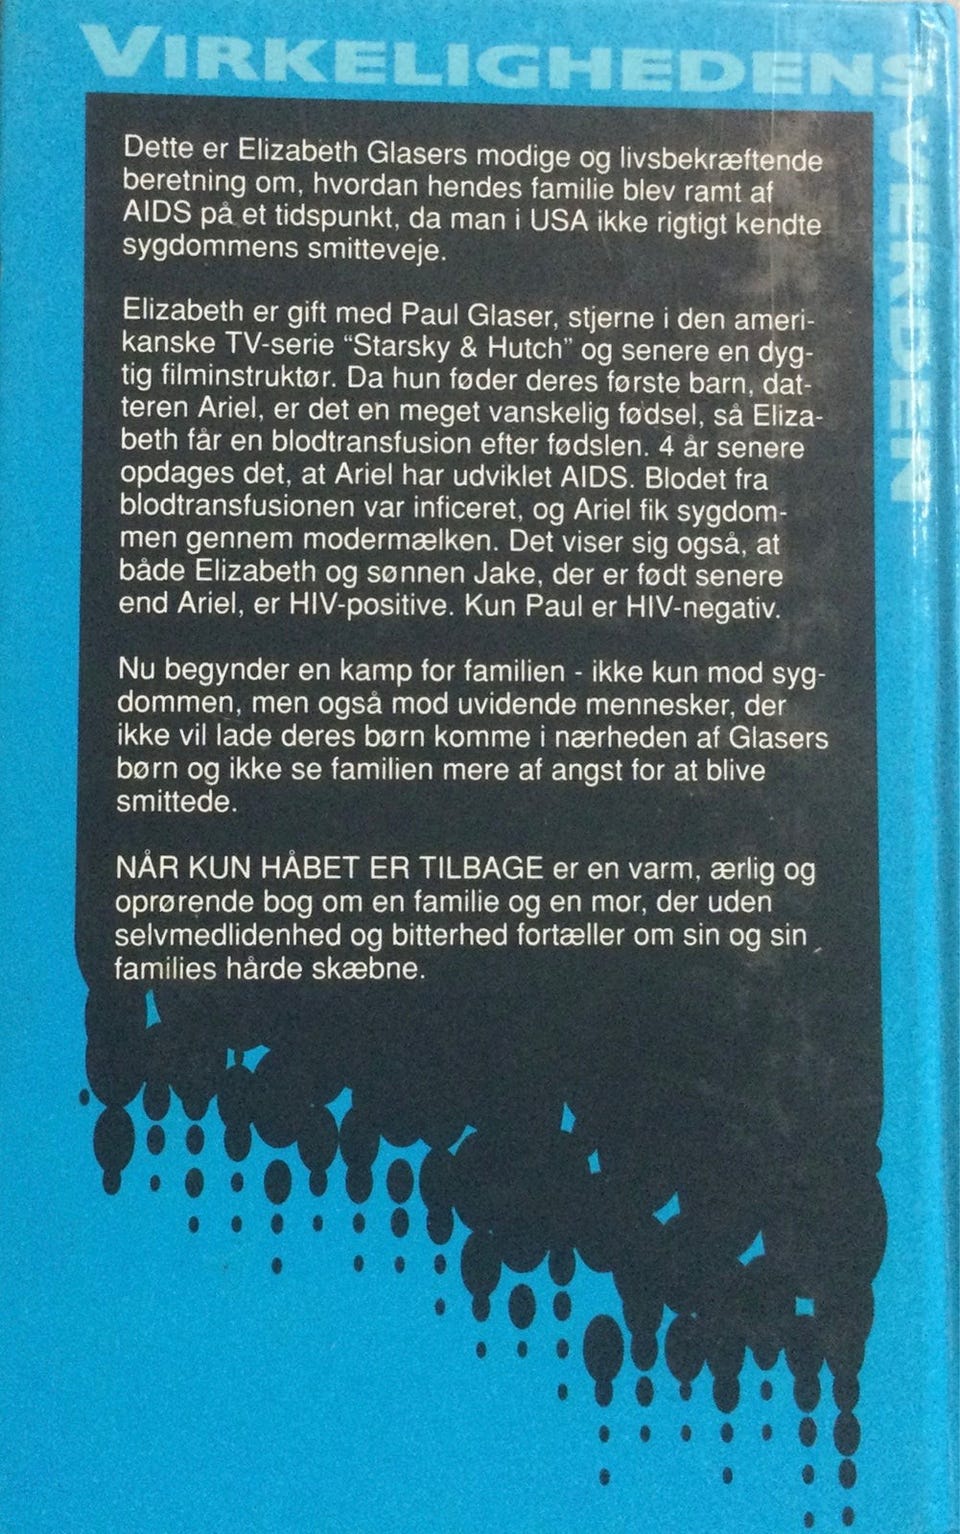 VIRKELIGHEDENS
VERDEN
Dette er Elizabeth Glasers modige og livsbekræftende
beretning om, hvordan hendes familie blev ramt af
AIDS på et tidspunkt, da man i USA ikke rigtigt kendte
sygdommens smitteveje.
Elizabeth er gift med Paul Glaser, stjerne i den ameri-
kanske TV-serie "Starsky & Hutch" og senere en dyg-
tig filminstruktør. Da hun føder deres første barn, dat-
teren Ariel, er det en meget vanskelig fødsel, så Eliza-
beth får en blodtransfusion efter fødslen. 4 år senere
opdages det, at Ariel har udviklet AIDS. Blodet fra
blodtransfusionen var inficeret, og Ariel fik sygdom-
men gennem modermælken. Det viser sig også, at
både Elizabeth og sønnen Jake, der er født senere
end Ariel, er HIV-positive. Kun Paul er HIV-negativ.
Nu begynder en kamp for familien - ikke kun mod syg-
dommen, men også mod uvidende mennesker, der
ikke vil lade deres børn komme i nærheden af Glasers
børn og ikke se familien mere af angst for at blive
smittede.
NÅR KUN HÅBET ER TILBAGE er en varm, ærlig og
oprørende bog om en familie og en mor, der uden
selvmedlidenhed og bitterhed fortæller om sin og sin
families hårde skæbne.